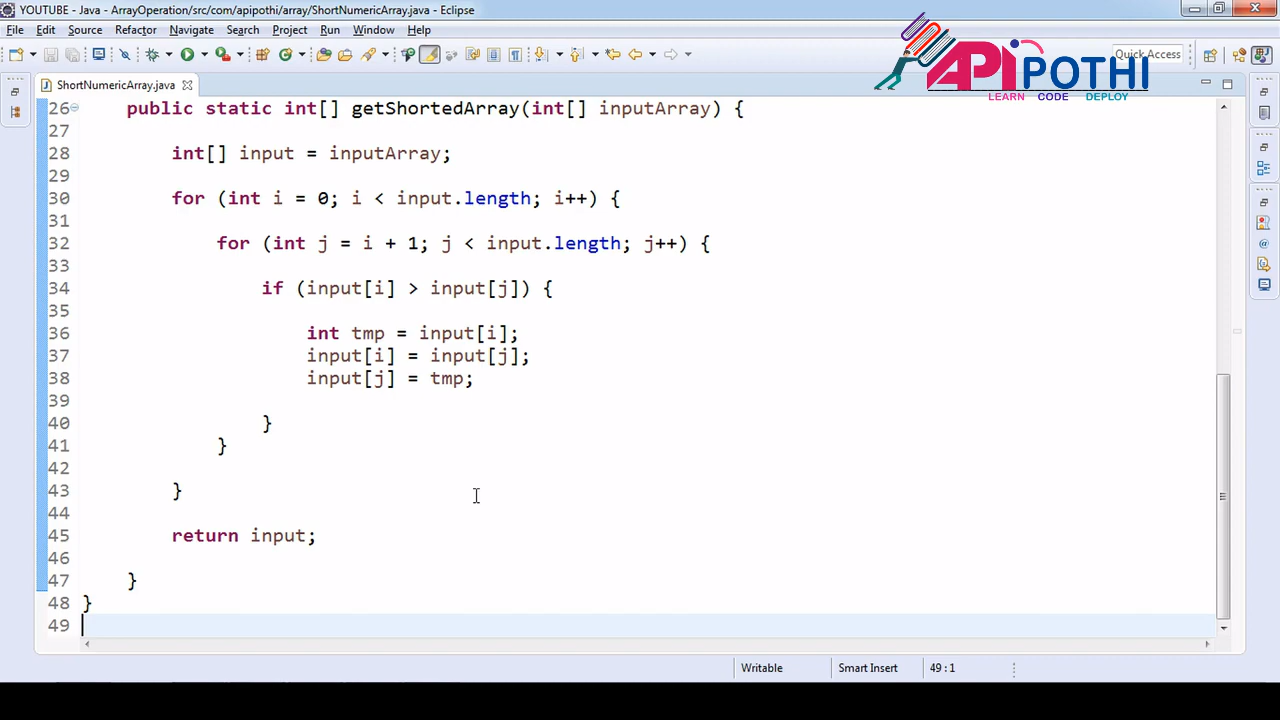 YOUTUBE - Java - ArrayOperation/src/com/apipothi/array/ShortNumericArray.java - Eclipse
File Edit Source Refactor Navigate Search Project Run Window Help
Quick Access
APiPOTHI
LEARN CODE DEPLOY
ShortNumericArray.java
26 public static int[] getShortedArray(int[] inputArray) {
27
28 int[] input = inputArray;
29
30 for (int i = 0; i < input.length; i++) {
31
32 for (int j = i + 1; j < input.length; j++) {
33
34 if (input[i] > input[j]) {
35
36 int tmp = input[i];
37 input[i] = input[j];
38 input[j] = tmp;
39
40 }
41 }
42
43 }
44
45 return input;
46
47 }
48 }
49
Writable Smart Insert 49 : 1